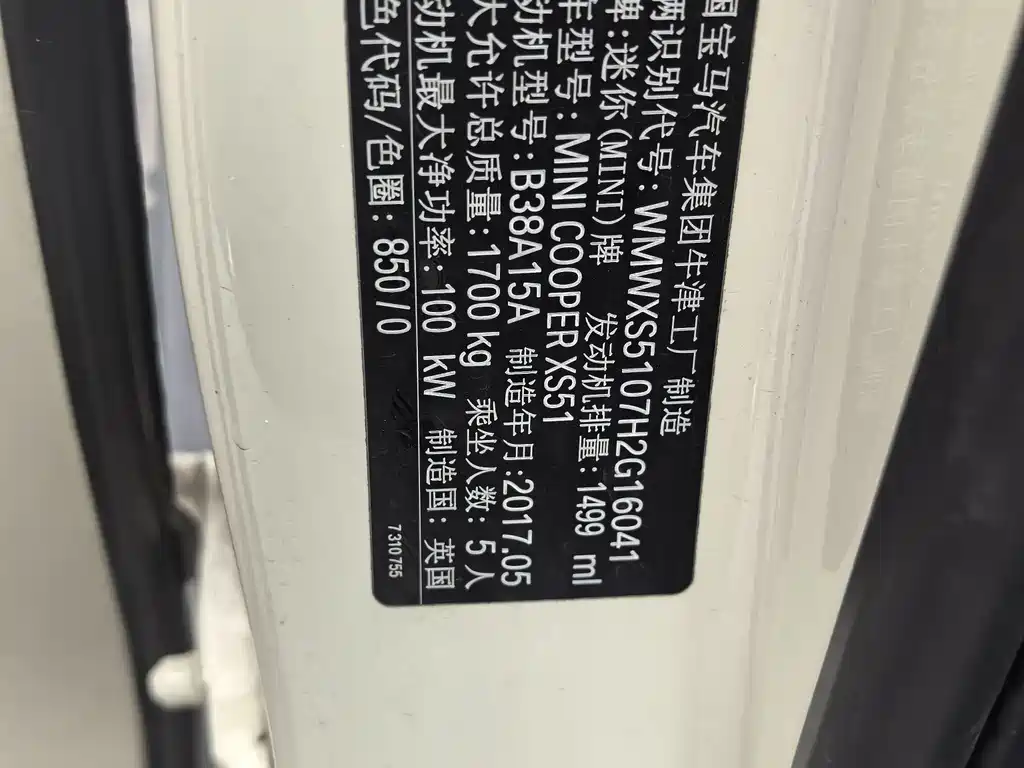 国宝马汽车集团牛津工厂制造
辆识别代号:WMWXS5107H2G16041
牌:迷你(MINI)牌 发动机排量:1499 ml
车型号:MINI COOPER XS51
动机型号:B38A15A 制造年月:2017.05
大允许总质量:1700 kg 乘坐人数:5人
动机最大净功率:100 kW 制造国:英国
色代码/色圈:850/0
7310 755